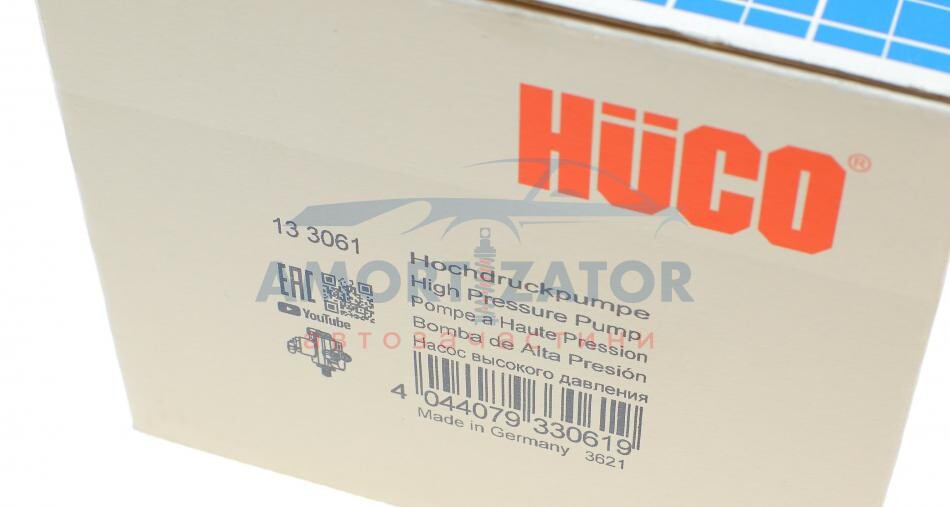 HÜCO®
13 3061
EAC
YouTube
Hochdruckpumpe
High Pressure Pump
Pompe a Haute Pression
Bomba de Alta Presión
Насос высокого давления
4 044079 330619
Made in Germany 3621
AMORTIZATOR
автозапчастини